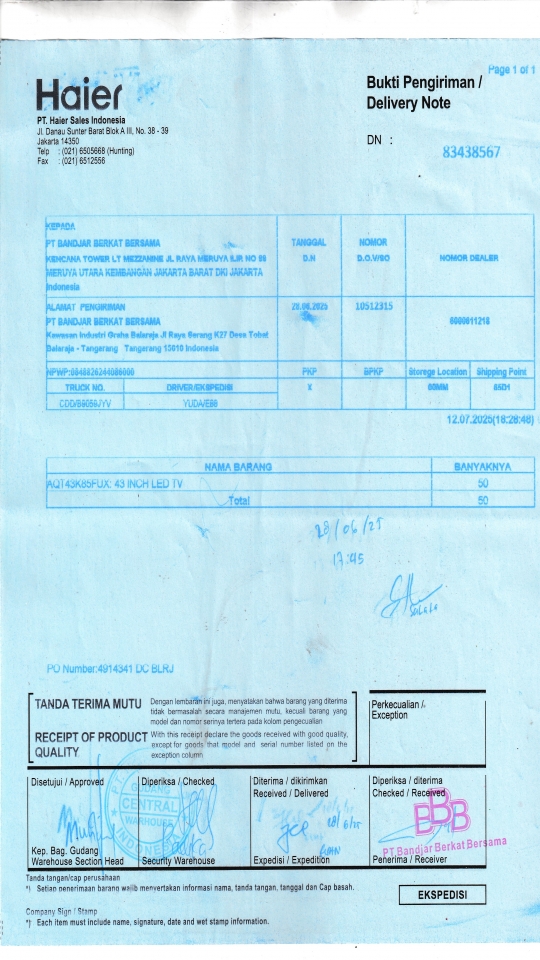 Page 1 of 1
Haier
PT. Haier Sales Indonesia
Jl. Danau Sunter Barat Blok A III, No. 38 - 39
Jakarta 14350
Telp : (021) 6505668 (Hunting)
Fax : (021) 6512556
Bukti Pengiriman /
Delivery Note
DN :
83438567
KEPADA
PT BANDJAR BERKAT BERSAMA
KENCANA TOWER LT MEZZANINE JL RAYA MERUYA ILIR NO 88
MERUYA UTARA KEMBANGAN JAKARTA BARAT DKI JAKARTA
Indonesia
TANGGAL
D.N
NOMOR
D.O./SO
NOMOR DEALER
ALAMAT PENGIRIMAN
PT BANDJAR BERKAT BERSAMA
Kawasan Industri Graha Balaraja Jl Raya Serang K27 Desa Tobat
Balaraja - Tangerang Tangerang 15610 Indonesia
28.06.2025
10512315
NPWP:
PKP
BPKP
Storege Location
Shipping Point
TRUCK NO.
DRIVER/EKSPEDISI
X
00MM
85D1
CDD/B9059JYV
12.07.2025(18:28:48)
NAMA BARANG
BANYAKNYA
AQT43K85FUX: 43 INCH LED TV
50
Total
50
28/06/25
17:45
PO Number:4914341 DC BLRJ
TANDA TERIMA MUTU
Dengan lembaran ini juga, menyatakan bahwa barang yang diterima
tidak bermasalah secara manajemen mutu, kecuali barang yang
model dan nomor serinya tertera pada kolom pengecualian
RECEIPT OF PRODUCT
QUALITY
With this receipt declare the goods received with good quality,
except for goods that model and serial number listed on the
exception column
Perkecualian /
Exception
Disetujui / Approved
Diperiksa / Checked
Diterima / dikirimkan
Received / Delivered
Diperiksa / diterima
Checked / Received
GUDANG
CENTRAL
WAREHOUSE
INDONESIA
28/6/25
BBB
PT Bandjar Berkat Bersama
Kep. Bag. Gudang
Warehouse Section Head
Security Warehouse
Expedisi / Expedition
Penerima / Receiver
Tanda tangan/cap perusahaan
*) Setiap penerimaan barang wajib menyertakan informasi nama, tanda tangan, tanggal dan Cap basah.
EKSPEDISI
Company Sign / Stamp
*) Each item must include name, signature, date and wet stamp information.